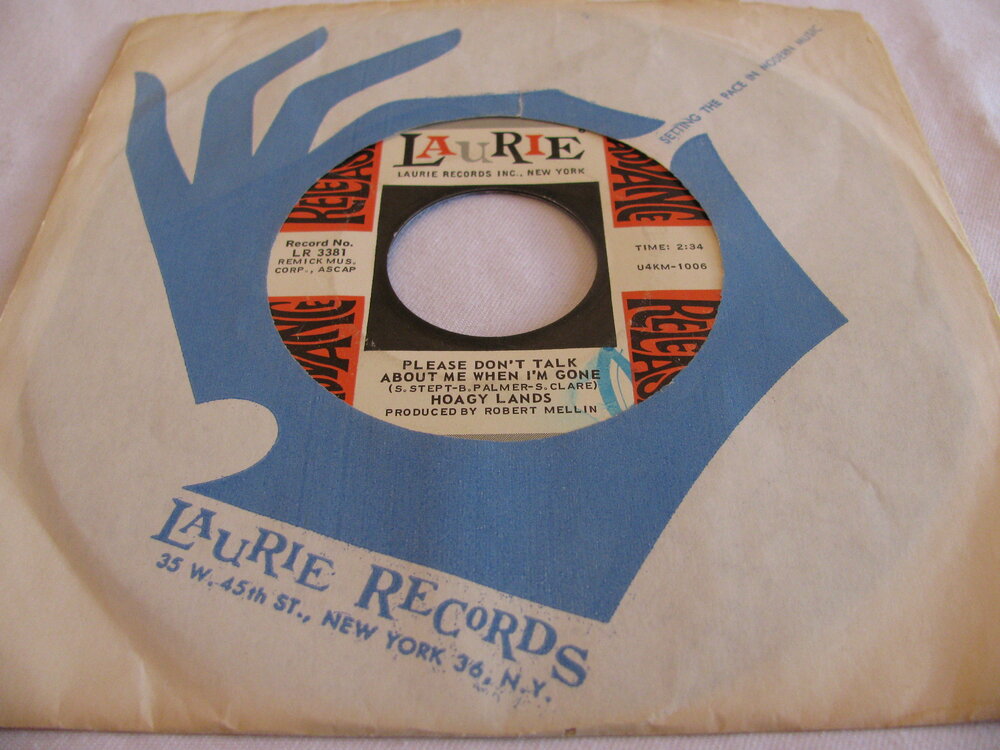 SETTING THE PACE IN MODERN MUSIC
LAURIE
LAURIE RECORDS INC., NEW YORK
Record No.
LR 3381
REMICK MUS.
CORP., ASCAP
TIME: 2:34
U4KM-1006
RELEASE
ADVANCE
ADVANCE
RELEASE
PLEASE DON'T TALK
ABOUT ME WHEN I'M GONE
(S. STEPT-B. PALMER-S. CLARE)
HOAGY LANDS
PRODUCED BY ROBERT MELLIN
LAURIE RECORDS
35 W. 45th ST., NEW YORK 36, N.Y.